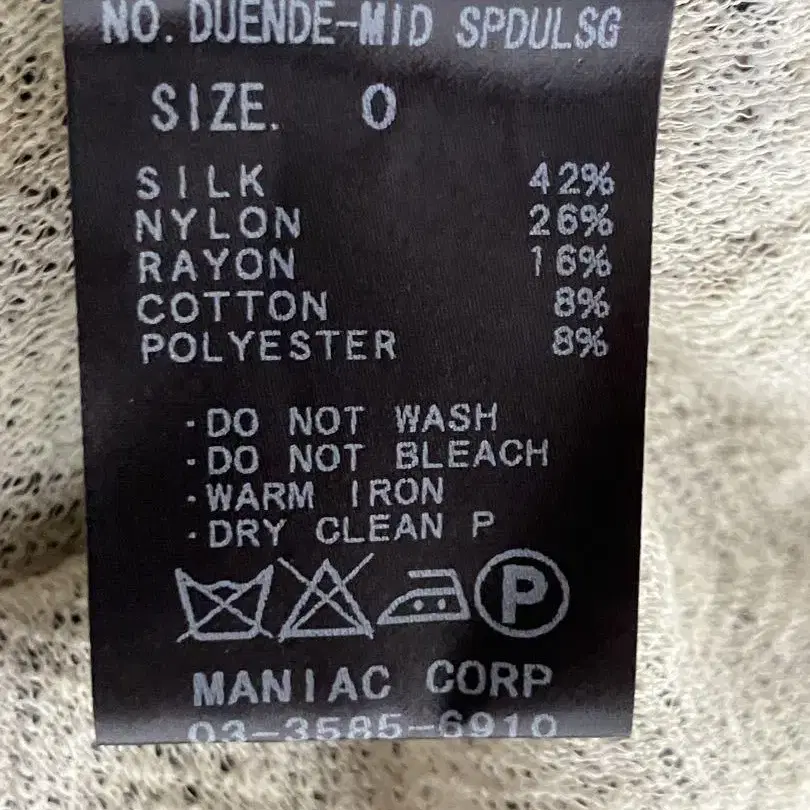 NO. DUENDE-MID SPDULSG
SIZE. 0
SILK 42%
NYLON 26%
RAYON 16%
COTTON 8%
POLYESTER 8%
·DO NOT WASH
·DO NOT BLEACH
·WARM IRON
·DRY CLEAN P
P
MANIAC CORP
03-3585-6910